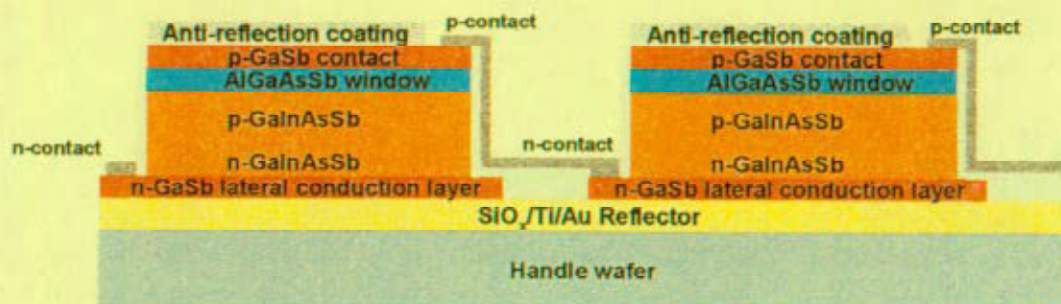 p-contact
Anti-reflection coating
p-GaSb contact
AlGaAsSb window
p-GaInAsSb
n-contact
n-GaInAsSb
n-GaSb lateral conduction layer
p-contact
Anti-reflection coating
p-GaSb contact
AlGaAsSb window
p-GaInAsSb
n-contact
n-GaInAsSb
n-GaSb lateral conduction layer
SiOₓ/Ti/Au Reflector
Handle wafer